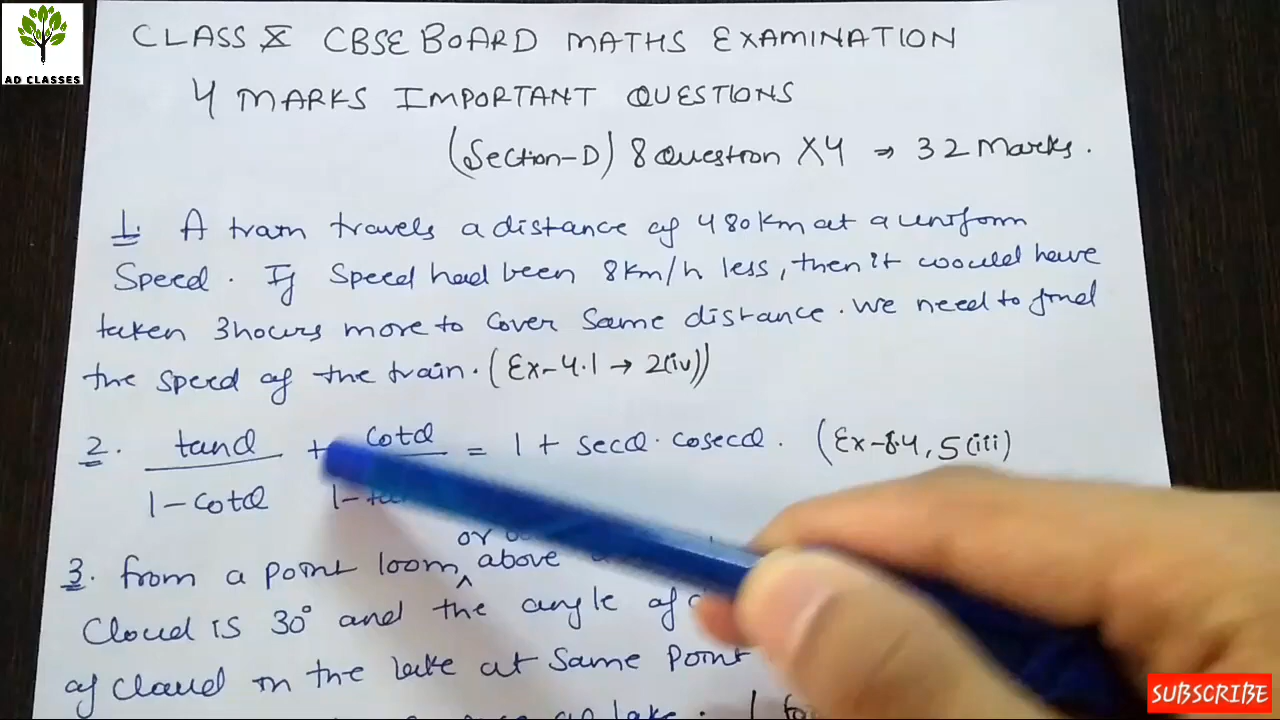 AD CLASSES
CLASS X CBSE BOARD MATHS EXAMINATION
4 MARKS IMPORTANT QUESTIONS
(Section-D) 8 Question X4 ⇒ 32 Marks.
1. A train travels a distance of 480km at a uniform
Speed. If Speed had been 8km/h less, then it would have
taken 3hours more to Cover Same distance. We need to find
the speed of the train. (Ex-4.1 → 2(iv))
2. tanθ / 1-cotθ + cotθ / 1- = 1 + secθ. cosecθ. (Ex-8.4, 5(iii)
or
3. from a point 100m above
Cloud is 30° and the angle of
of cloud in the lake at Same Point
lake.
SUBSCRIBE